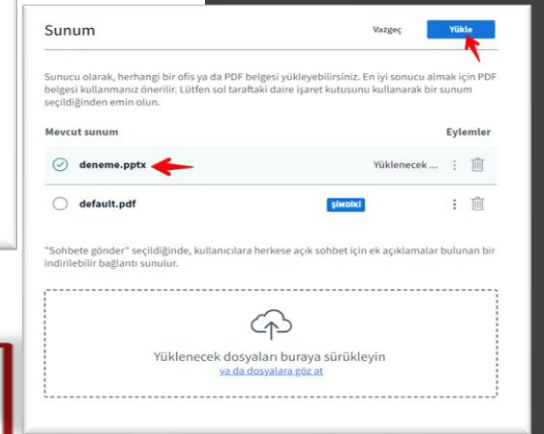 Sunum
Vazgeç
Yükle
Sunucu olarak, herhangi bir ofis ya da PDF belgesi yükleyebilirsiniz. En iyi sonucu almak için PDF
belgesi kullanmanız önerilir. Lütfen sol taraftaki daire işaret kutusunu kullanarak bir sunum
seçildiğinden emin olun.
Mevcut sunum
Eylemler
deneme.pptx
Yüklenecek ...
default.pdf
ŞİMDİKİ
"Sohbete gönder" seçildiğinde, kullanıcılara herkese açık sohbet için ek açıklamalar bulunan bir
indirilebilir bağlantı sunulur.
Yüklenecek dosyaları buraya sürükleyin
ya da dosyalara göz at